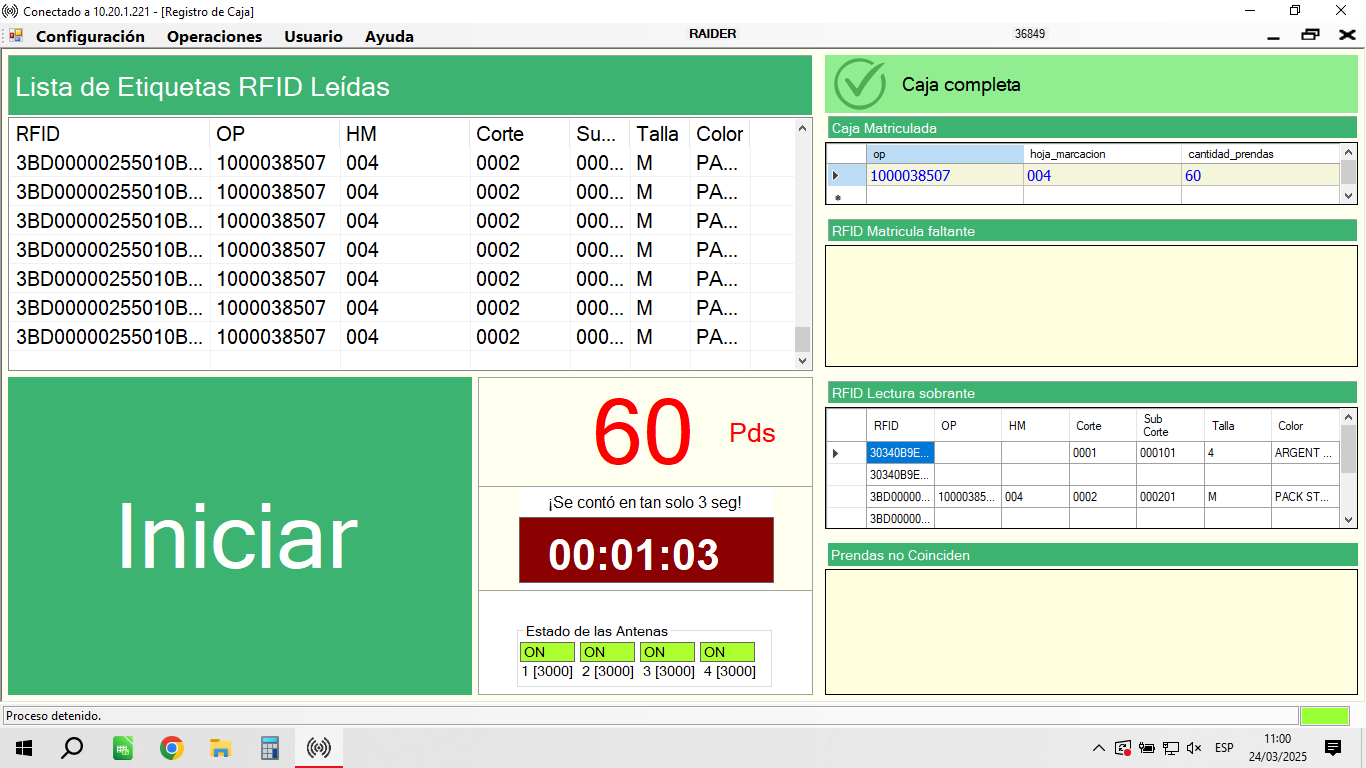 Conectado a 10.20.1.221 - [Registro de Caja]
Configuración Operaciones Usuario Ayuda RAIDER 36849
Lista de Etiquetas RFID Leídas
RFID OP HM Corte Su... Talla Color
3BD00000255010B... 1000038507 004 0002 000... M PA...
3BD00000255010B... 1000038507 004 0002 000... M PA...
3BD00000255010B... 1000038507 004 0002 000... M PA...
3BD00000255010B... 1000038507 004 0002 000... M PA...
3BD00000255010B... 1000038507 004 0002 000... M PA...
3BD00000255010B... 1000038507 004 0002 000... M PA...
3BD00000255010B... 1000038507 004 0002 000... M PA...
Iniciar
60 Pds
¡Se contó en tan solo 3 seg!
00:01:03
Estado de las Antenas
ON ON ON ON
1 [3000] 2 [3000] 3 [3000] 4 [3000]
Caja completa
Caja Matriculada
op hoja_marcacion cantidad_prendas
1000038507 004 60
RFID Matricula faltante
RFID Lectura sobrante
RFID OP HM Corte Sub Corte Talla Color
30340B9E... 0001 000101 4 ARGENT ...
30340B9E...
3BD00000... 10000385... 004 0002 000201 M PACK ST...
3BD00000...
Prendas no Coinciden
Proceso detenido.
ESP
11:00
24/03/2025